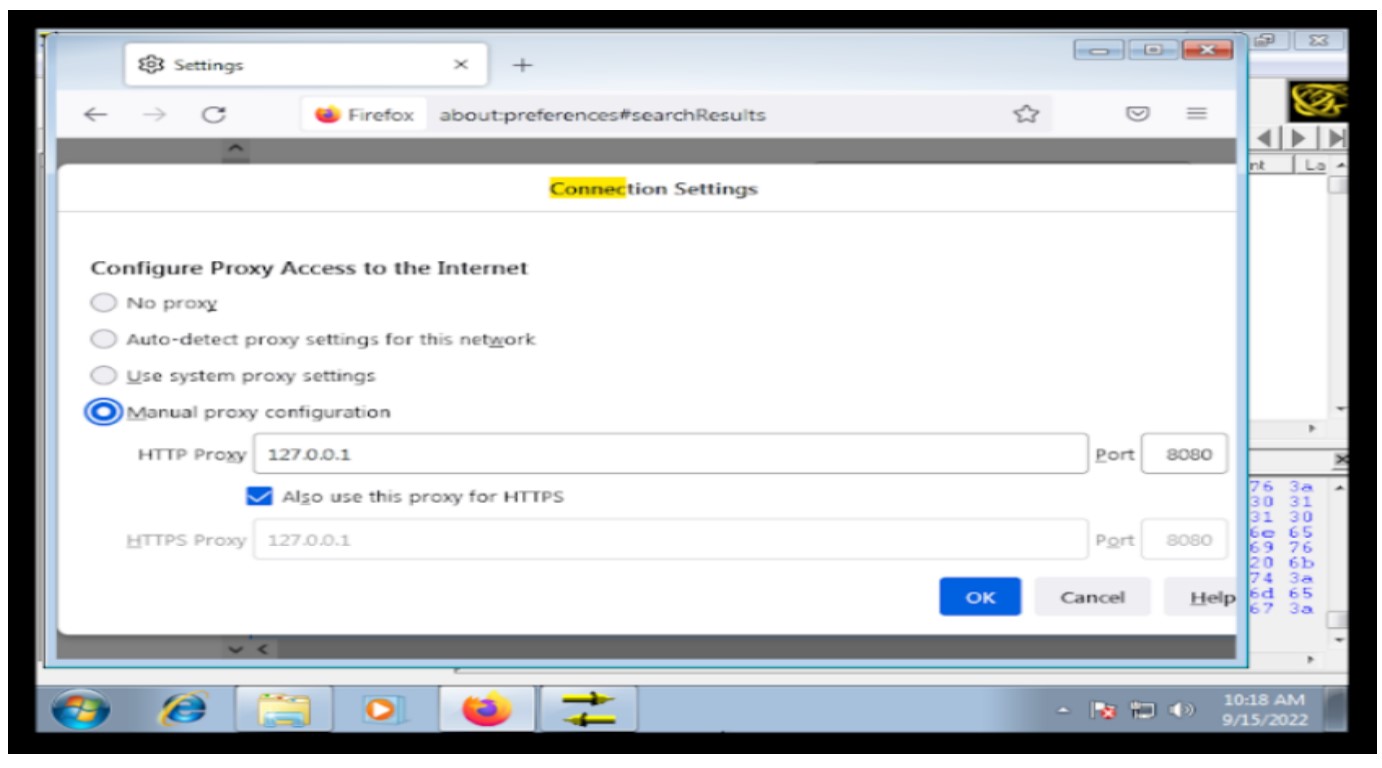 Settings
Firefox about:preferences#searchResults
nt La
Connection Settings
Configure Proxy Access to the Internet
No proxy
Auto-detect proxy settings for this network
Use system proxy settings
Manual proxy configuration
HTTP Proxy 127.0.0.1 Port 8080
Also use this proxy for HTTPS
HTTPS Proxy 127.0.0.1 Port 8080
OK Cancel Help
76 3a
30 31
31 30
6e 65
69 76
20 6b
74 3a
6d 65
67 3a
10:18 AM
9/15/2022